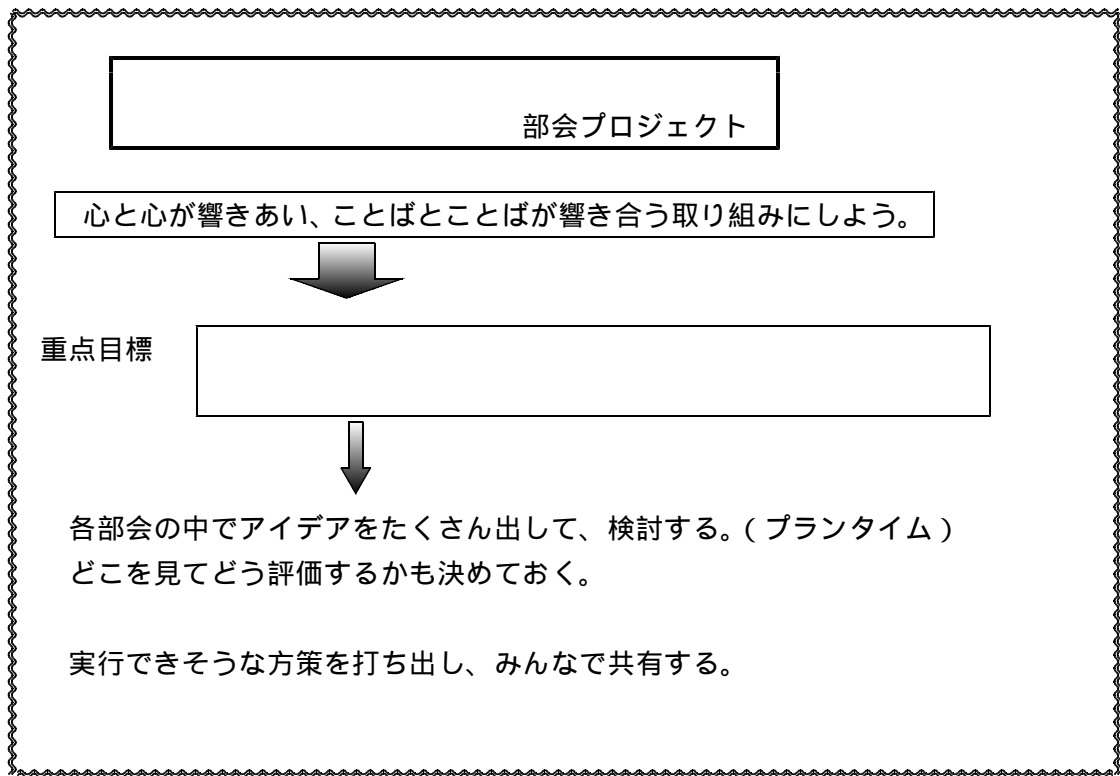 部会プロジェクト
心と心が響きあい、ことばとことばが響き合う取り組みにしよう。
重点目標
各部会の中でアイデアをたくさん出して、検討する。(プランタイム)
どこを見てどう評価するかも決めておく。
実行できそうな方策を打ち出し、みんなで共有する。